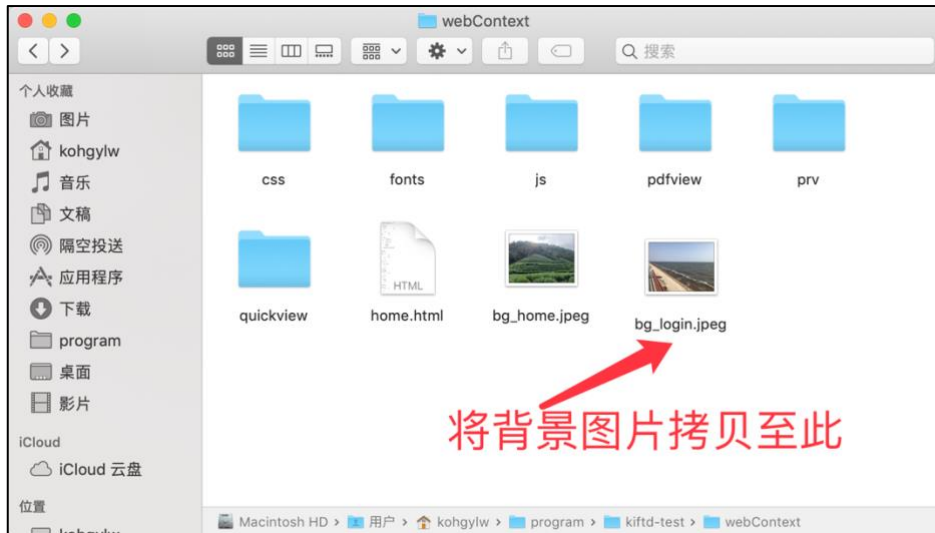 webContext
搜索
个人收藏
图片
kohgylw
音乐
文稿
隔空投送
应用程序
下载
program
桌面
影片
iCloud
iCloud 云盘
位置
css
fonts
js
pdfview
prv
HTML
quickview
home.html
bg_home.jpeg
bg_login.jpeg
将背景图片拷贝至此
Macintosh HD › 用户 › kohgylw › program › kiftd-test › webContext